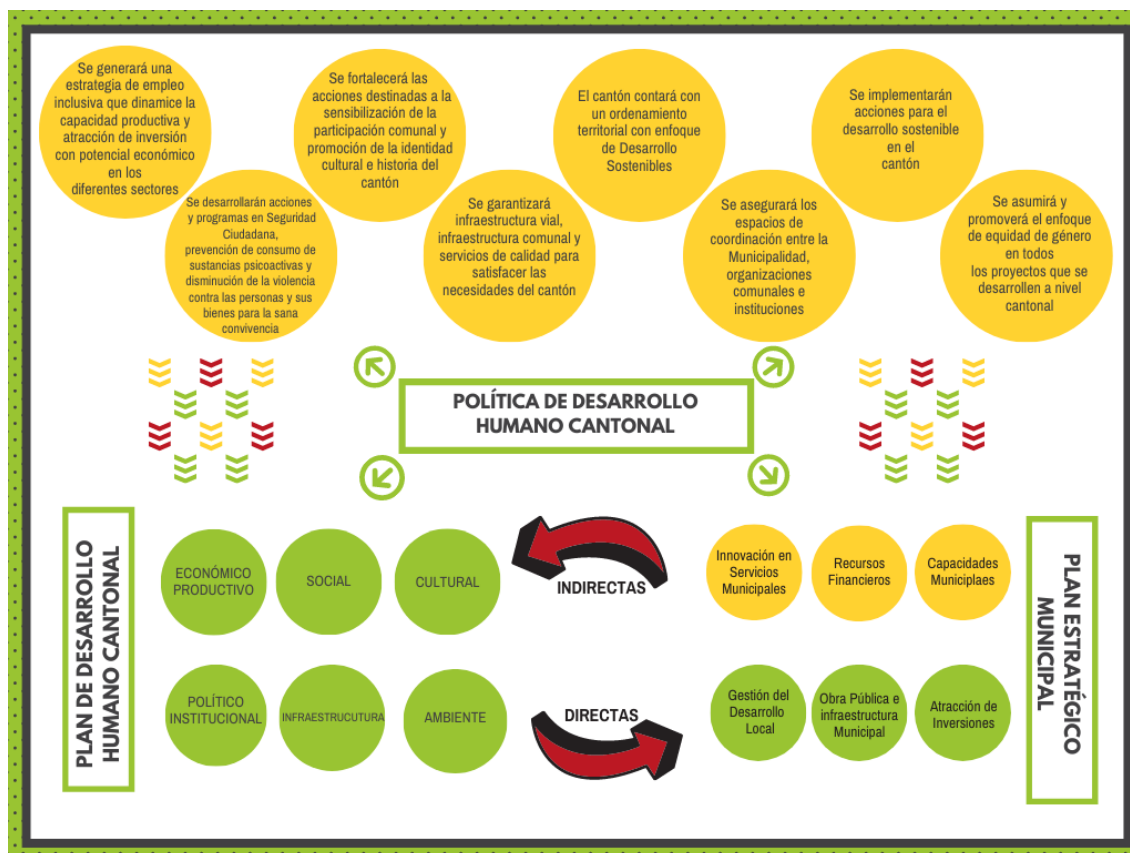 Se generará una
estrategia de empleo
inclusiva que dinamice la
capacidad productiva y
atracción de inversión
con potencial económico
en los
diferentes sectores
Se desarrollarán acciones
y programas en Seguridad
Ciudadana,
prevención de consumo de
sustancias psicoactivas y
disminución de la violencia
contra las personas y sus
bienes para la sana
convivencia
Se fortalecerá las
acciones destinadas a la
sensibilización de la
participación comunal y
promoción de la identidad
cultural e historia del
cantón
Se garantizará
infraestructura vial,
infraestructura comunal y
servicios de calidad para
satisfacer las
necesidades del cantón
El cantón contará con
un ordenamiento
territorial con enfoque
de Desarrollo
Sostenibles
Se asegurará los
espacios de
coordinación entre la
Municipalidad,
organizaciones
comunales e
instituciones
Se implementarán
acciones para el
desarrollo sostenible
en el
cantón
Se asumirá y
promoverá el enfoque
de equidad de género
en todos
los proyectos que se
desarrollen a nivel
cantonal
POLÍTICA DE DESARROLLO
HUMANO CANTONAL
PLAN DE DESARROLLO
HUMANO CANTONAL
ECONÓMICO
PRODUCTIVO
SOCIAL
CULTURAL
POLÍTICO
INSTITUCIONAL
INFRAESTRUCUTURA
AMBIENTE
INDIRECTAS
DIRECTAS
Innovación en
Servicios
Municipales
Recursos
Financieros
Capacidades
Municiplaes
Gestión del
Desarrollo
Local
Obra Pública e
infraestructura
Municipal
Atracción de
Inversiones
PLAN ESTRATÉGICO
MUNICIPAL